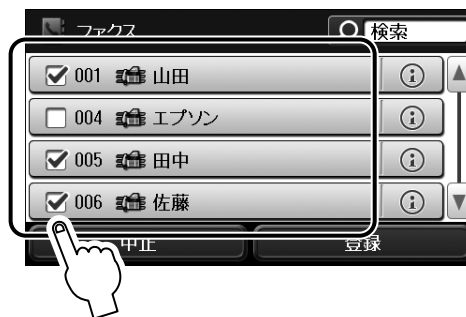 ファクス 検索
001 山田
004 エプソン
005 田中
006 佐藤
中止 登録